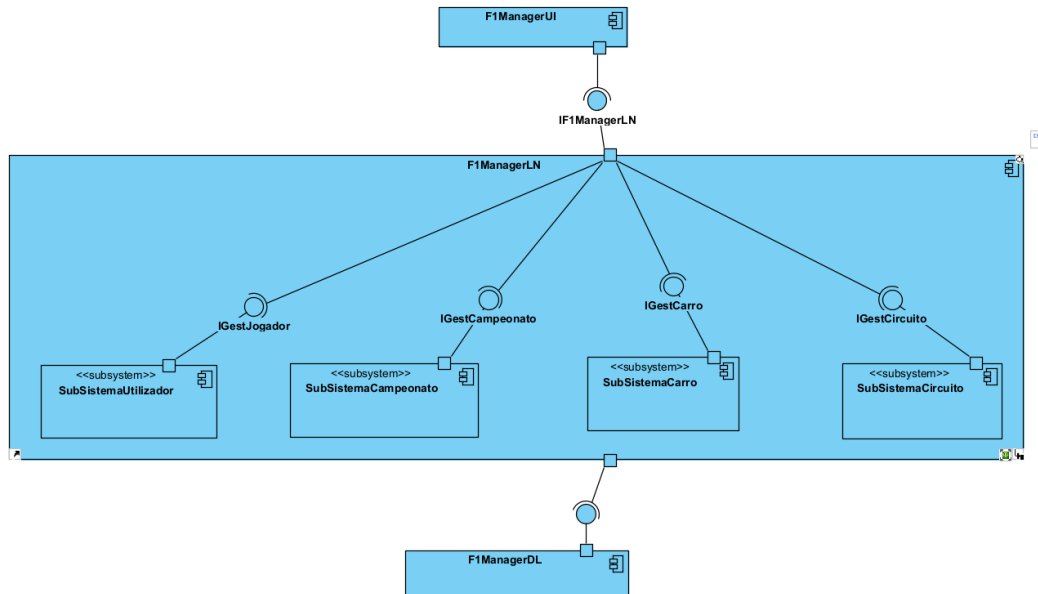 F1ManagerUI
IF1ManagerLN
F1ManagerLN
IGestJogador
IGestCampeonato
IGestCarro
IGestCircuito
<<subsystem>>
SubSistemaUtilizador
<<subsystem>>
SubSistemaCampeonato
<<subsystem>>
SubSistemaCarro
<<subsystem>>
SubSistemaCircuito
F1ManagerDL